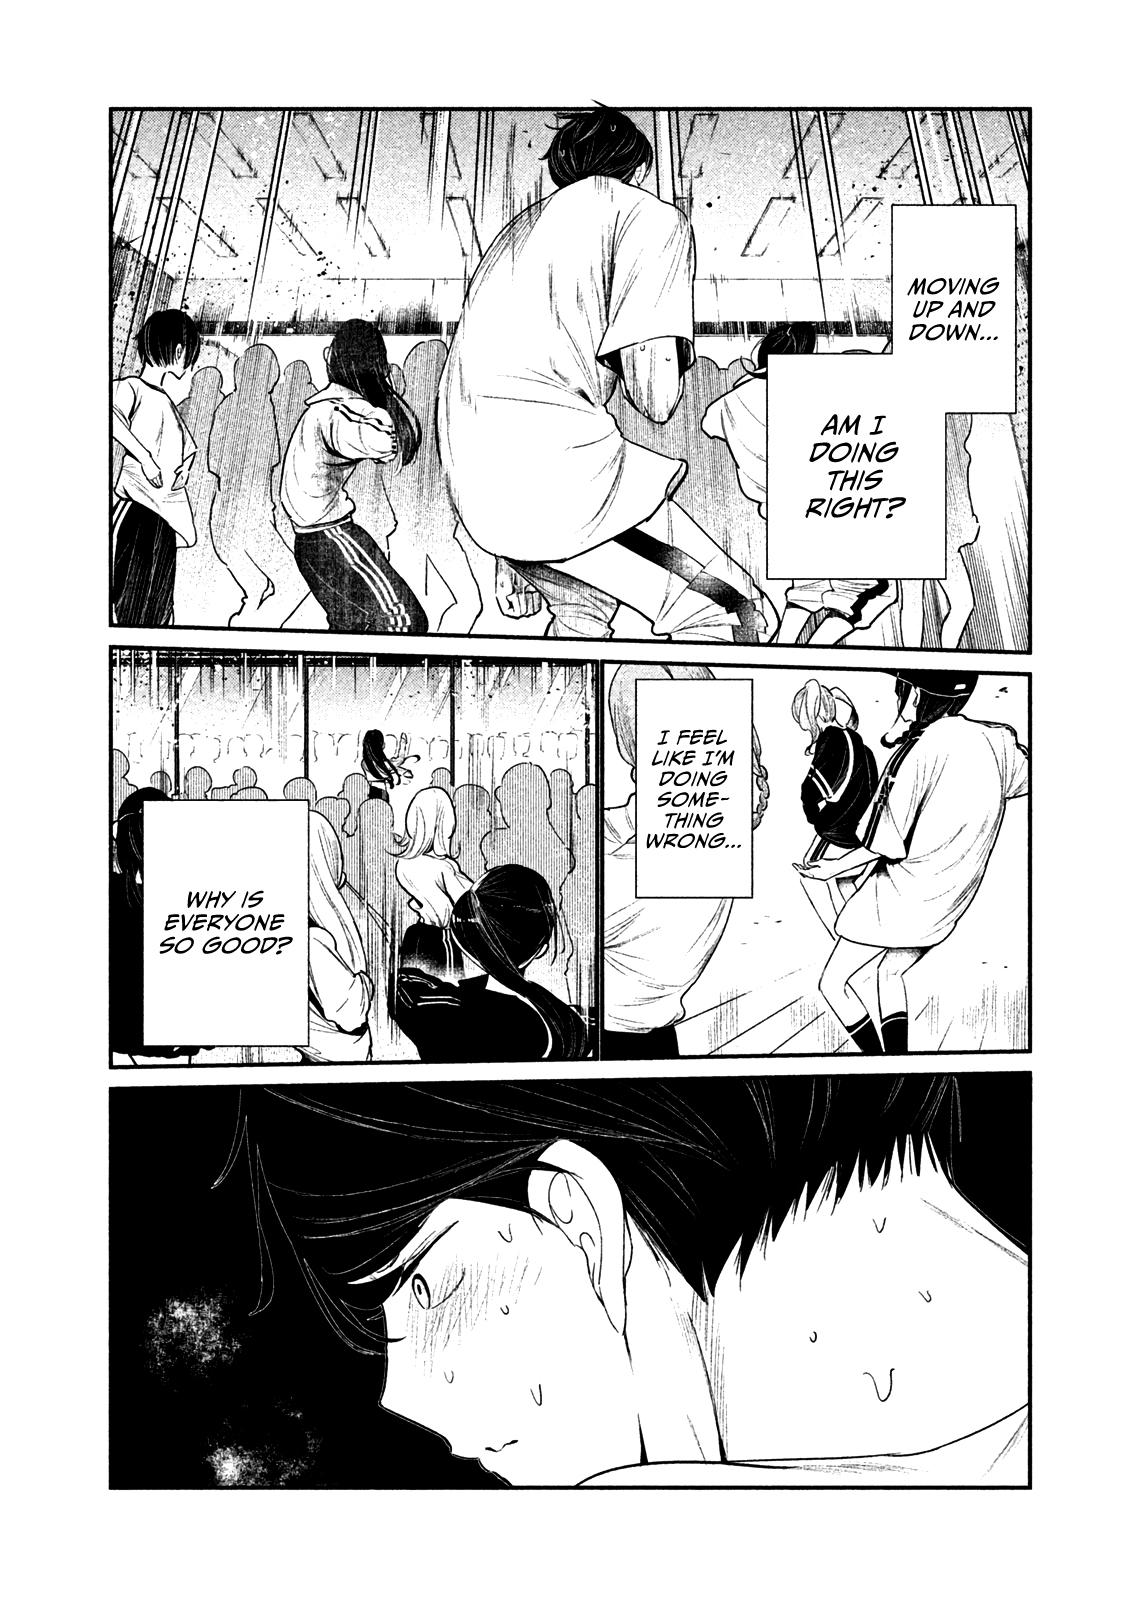 MOVING
UP AND
DOWN...
AM I
DOING
THIS
RIGHT?
I FEEL
LIKE I'M
DOING
SOME-
THING
WRONG...
WHY IS
EVERYONE
SO GOOD?